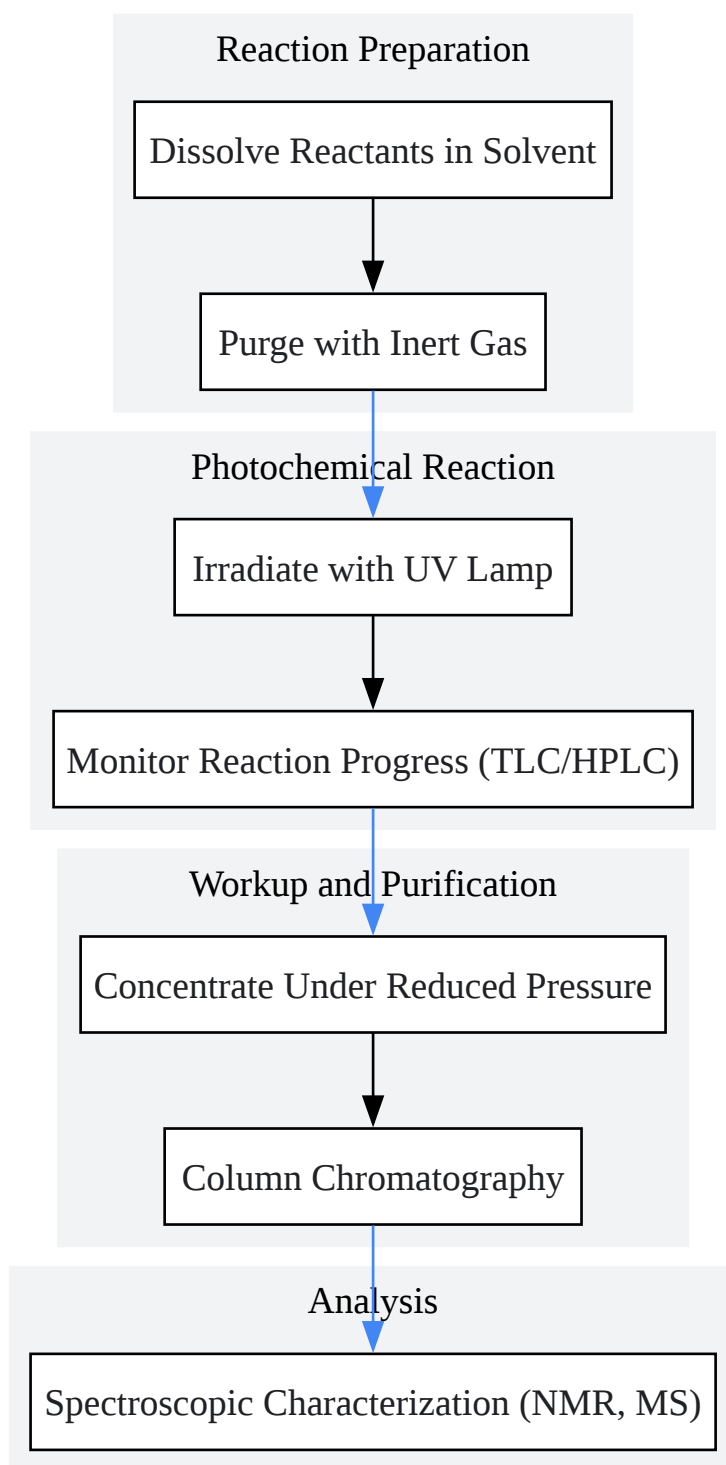 Reaction Preparation
Dissolve Reactants in Solvent
Purge with Inert Gas
Photochemical Reaction
Irradiate with UV Lamp
Monitor Reaction Progress (TLC/HPLC)
Workup and Purification
Concentrate Under Reduced Pressure
Column Chromatography
Analysis
Spectroscopic Characterization (NMR, MS)